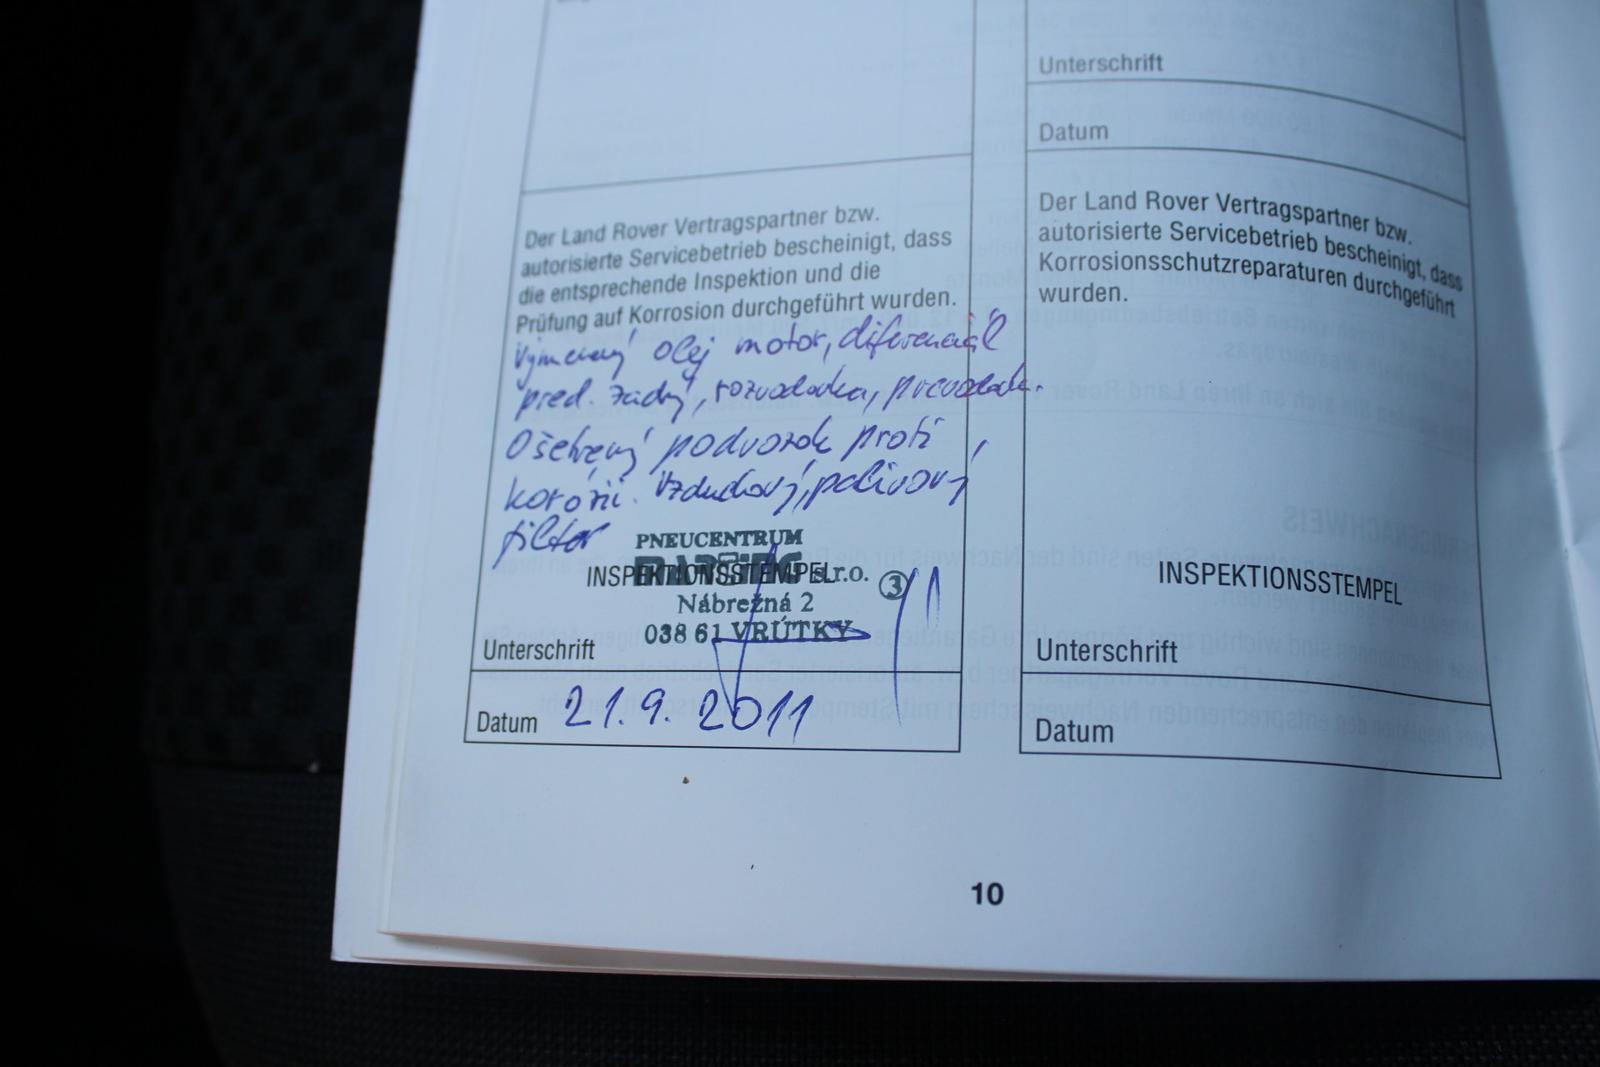 Der Land Rover Vertragspartner bzw.
autorisierte Servicebetrieb bescheinigt, dass
die entsprechende Inspektion und die
Prüfung auf Korrosion durchgeführt wurden.
Vymenený olej motor, diferenciál
pred. zadný, rozvodovka, prevodovk.
Ošetrený podvozok proti
korózii. Vzduchový, palivový
filter
PNEUCENTRUM
INSPEKTIONSSTEMPEL
s.r.o. 3
Nábrežná 2
038 61 VRÚTKY
Unterschrift
Datum 21.9.2011
Unterschrift
Datum
Der Land Rover Vertragspartner bzw.
autorisierte Servicebetrieb bescheinigt, dass
Korrosionsschutzreparaturen durchgeführt
wurden.
INSPEKTIONSSTEMPEL
Unterschrift
Datum
10